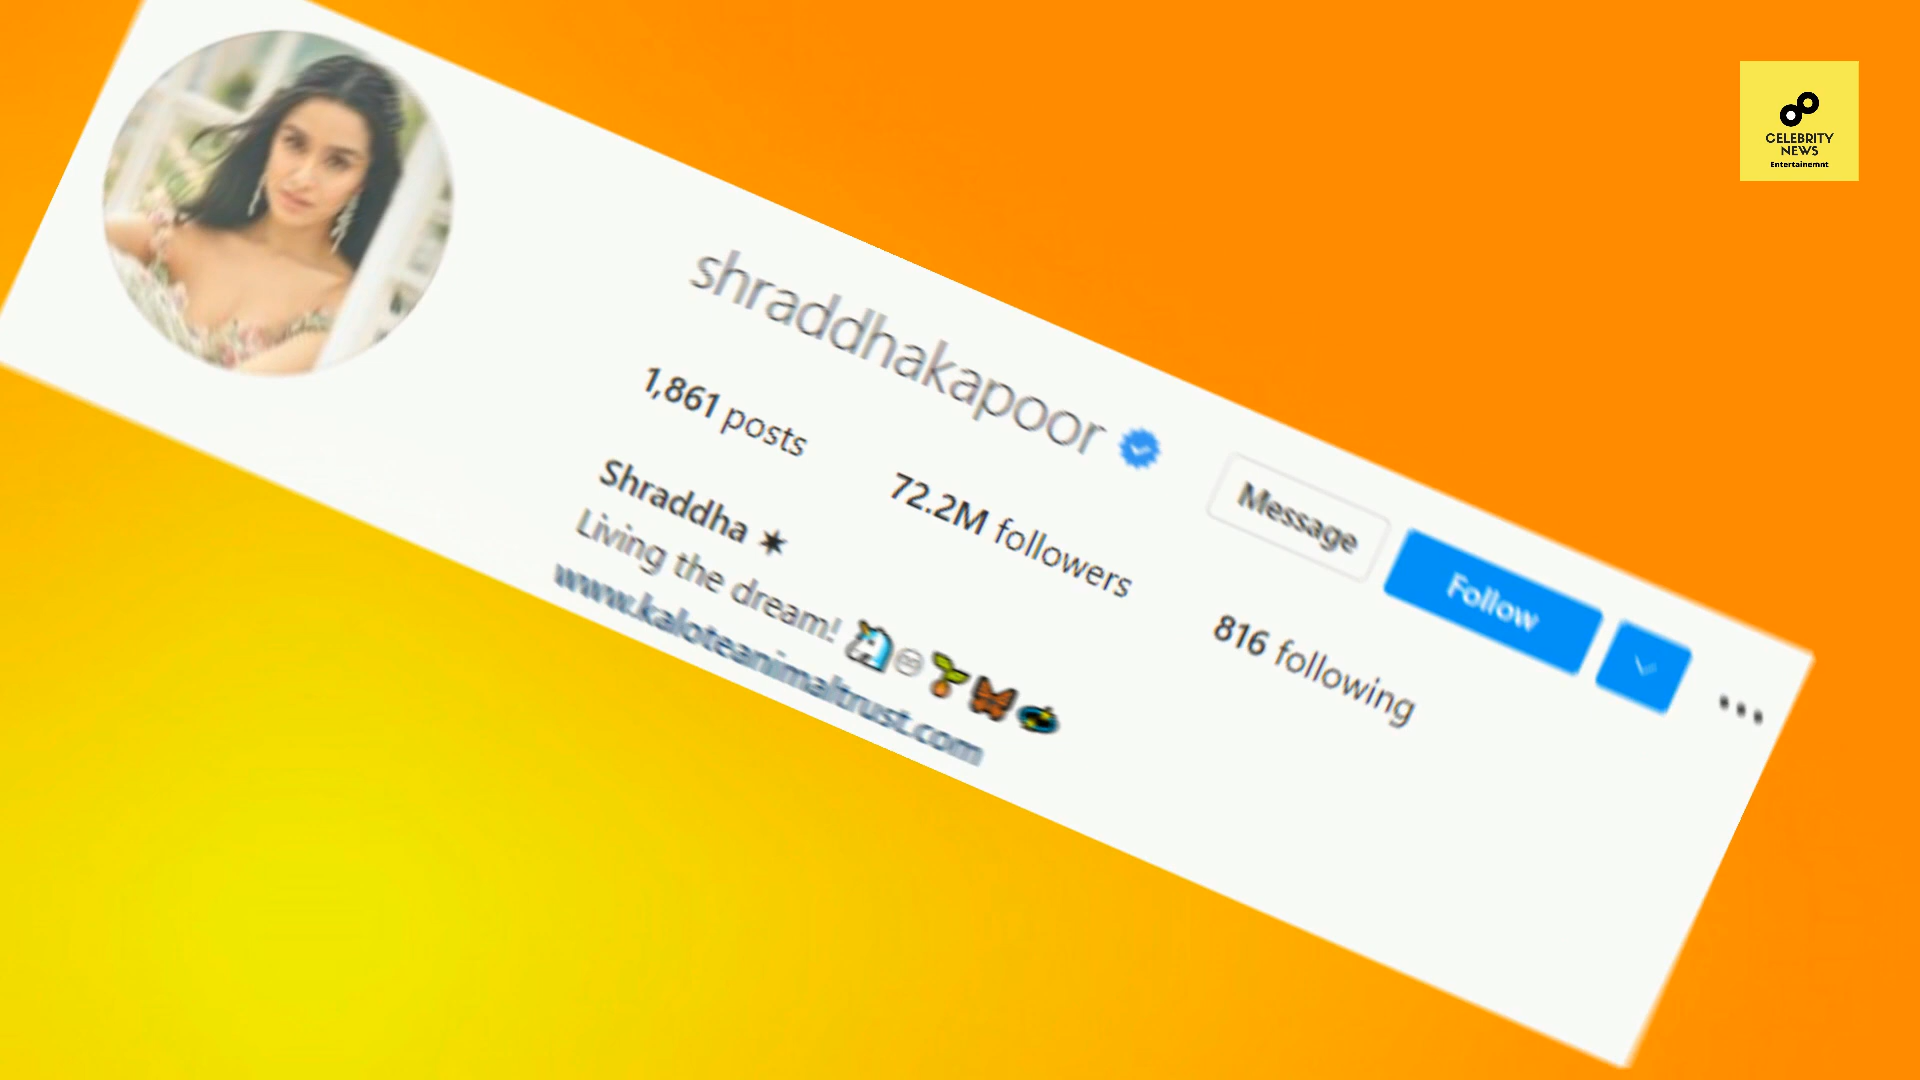 shraddhakapoor
Message
Follow
1,861 posts
72.2M followers
816 following
Shraddha ✶
Living the dream!
www.kaloteanimaltrust.com
CELEBRITY
NEWS
Entertainemnt